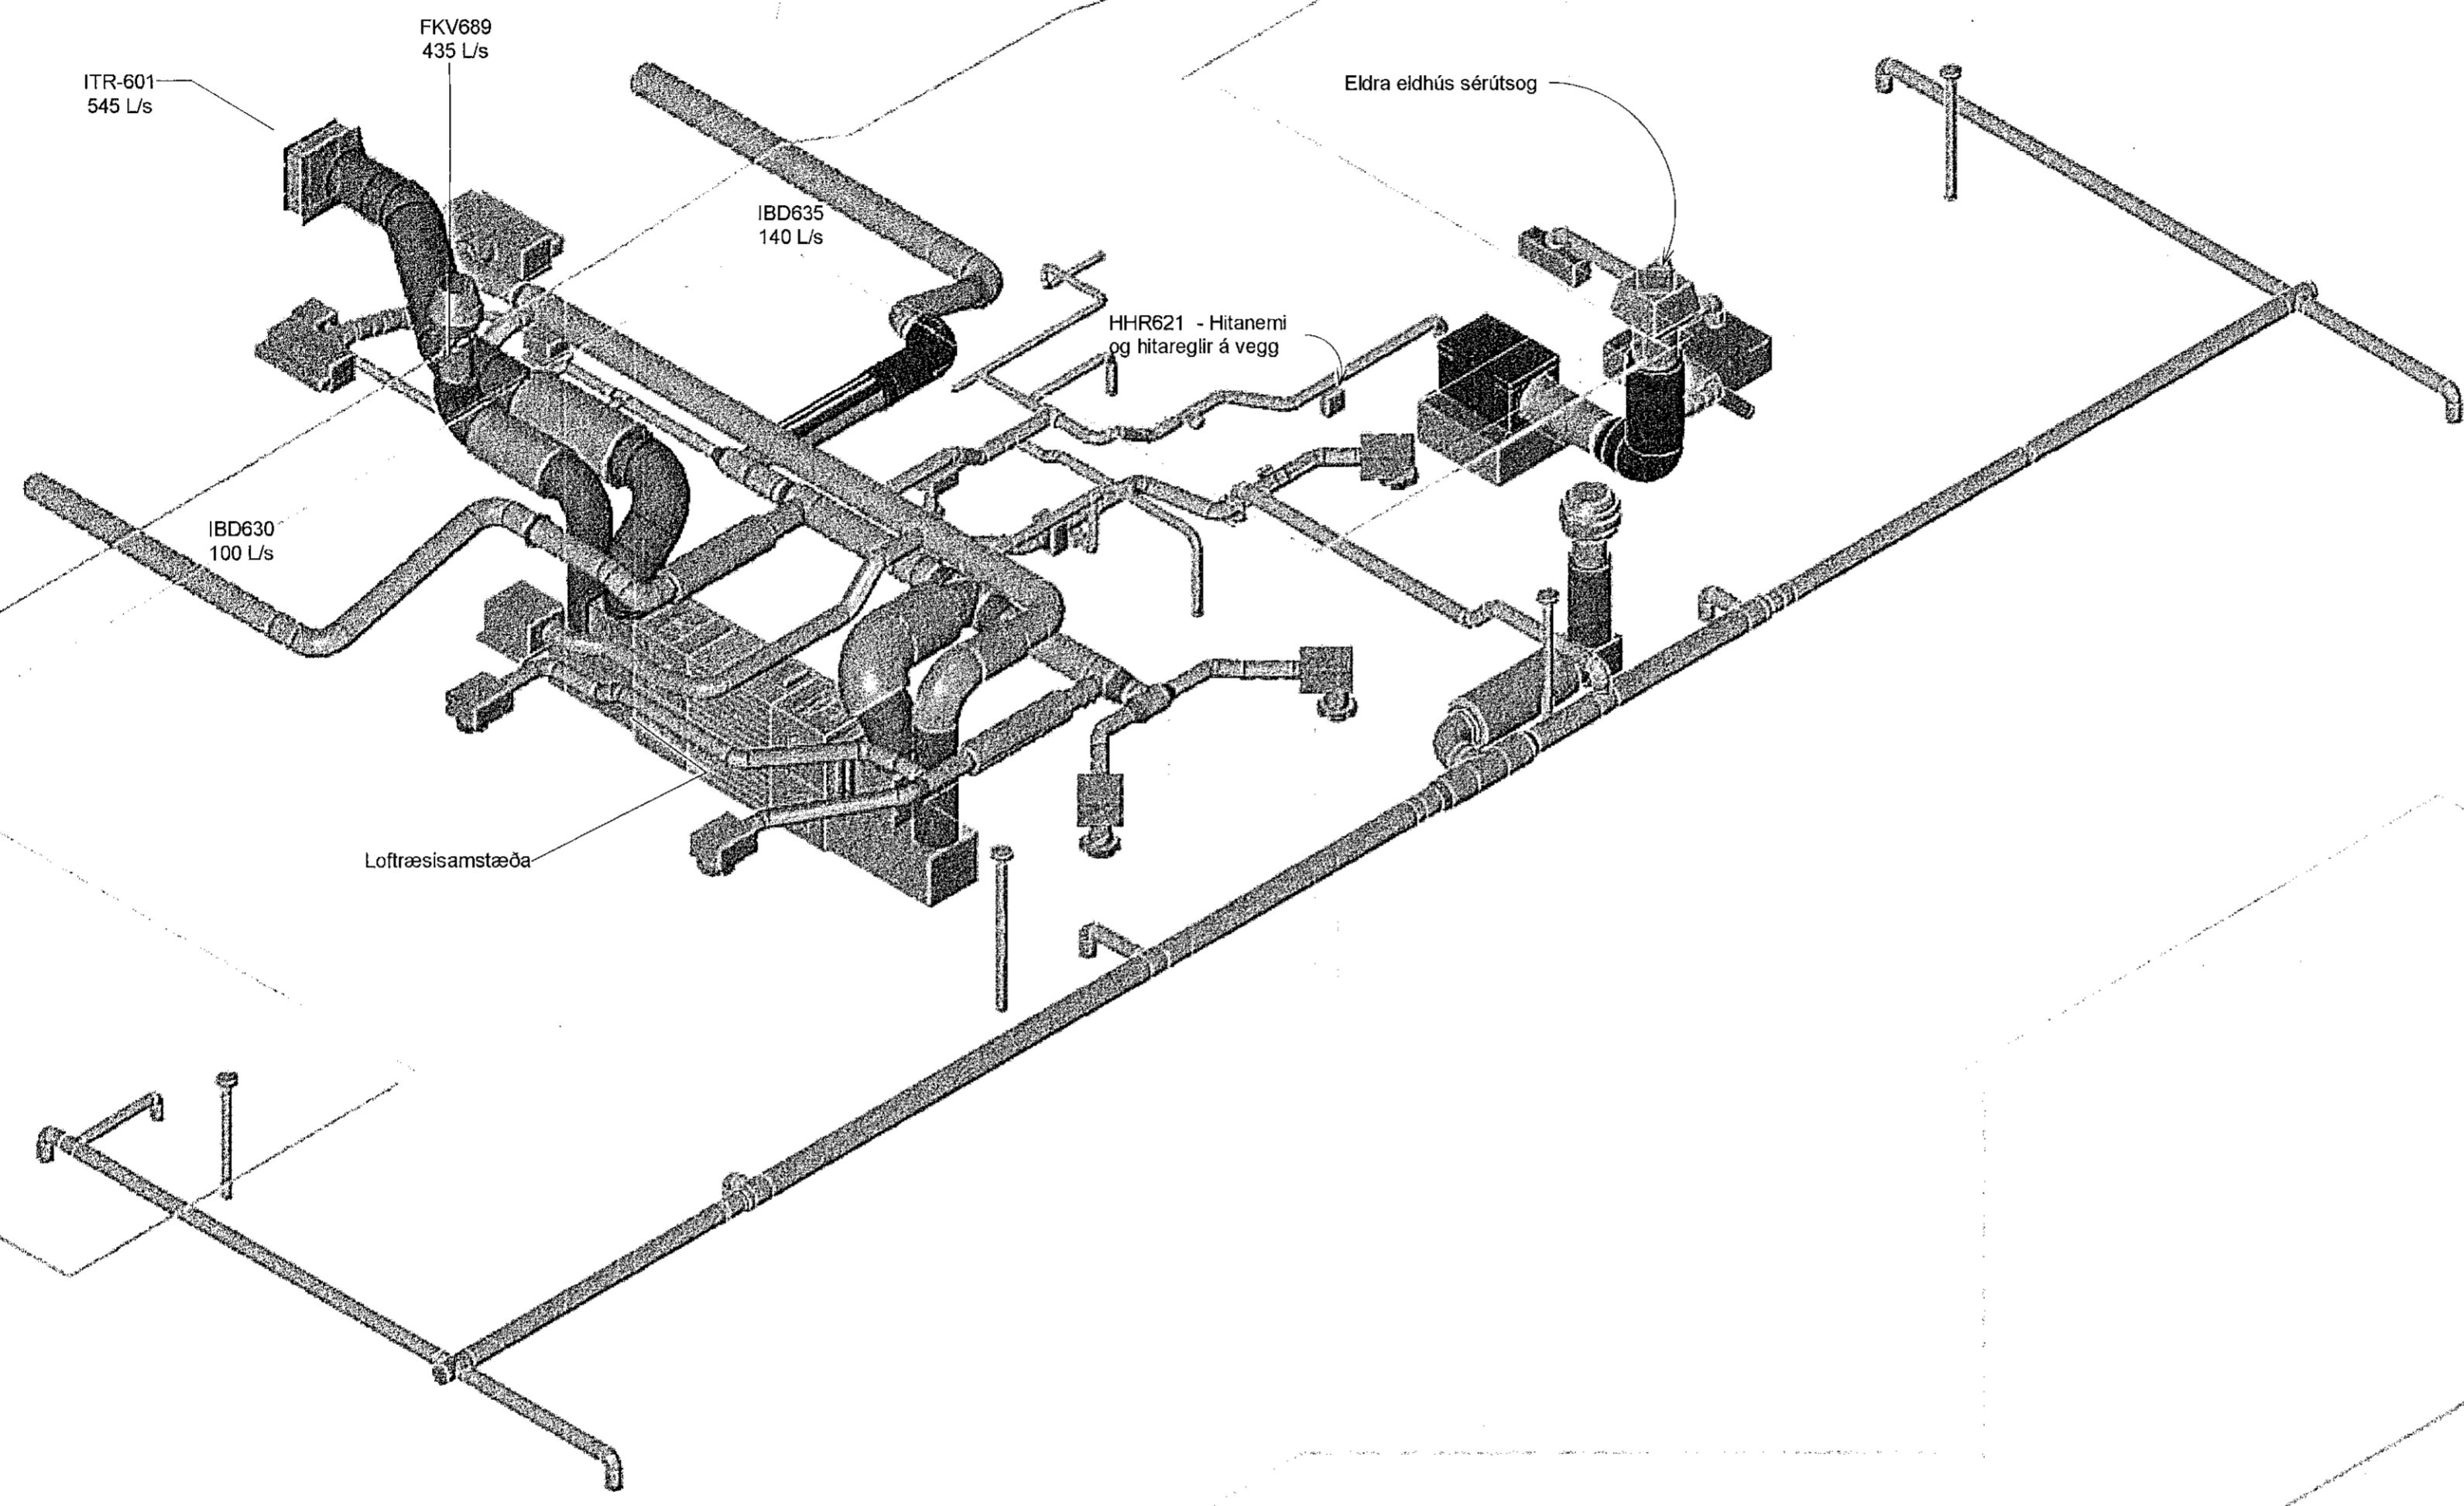 FKV689
435 L/s
ITR-601
545 L/s
Eldra eldhús sérútsog
IBD635
140 L/s
HHR621 - Hitanemi
og hitareglir á vegg
IBD630
100 L/s
Loftræsisamstæða